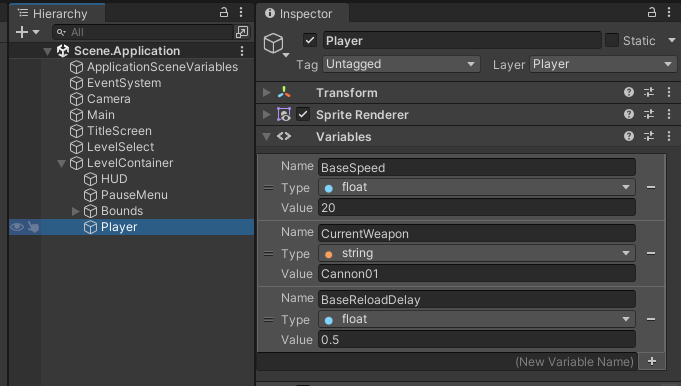 Hierarchy
All
Scene.Application
ApplicationSceneVariables
EventSystem
Camera
Main
TitleScreen
LevelSelect
LevelContainer
HUD
PauseMenu
Bounds
Player
Inspector
Player
Static
Tag Untagged Layer Player
Transform
Sprite Renderer
Variables
Name BaseSpeed
Type float
Value 20
Name CurrentWeapon
Type string
Value Cannon01
Name BaseReloadDelay
Type float
Value 0.5
(New Variable Name)